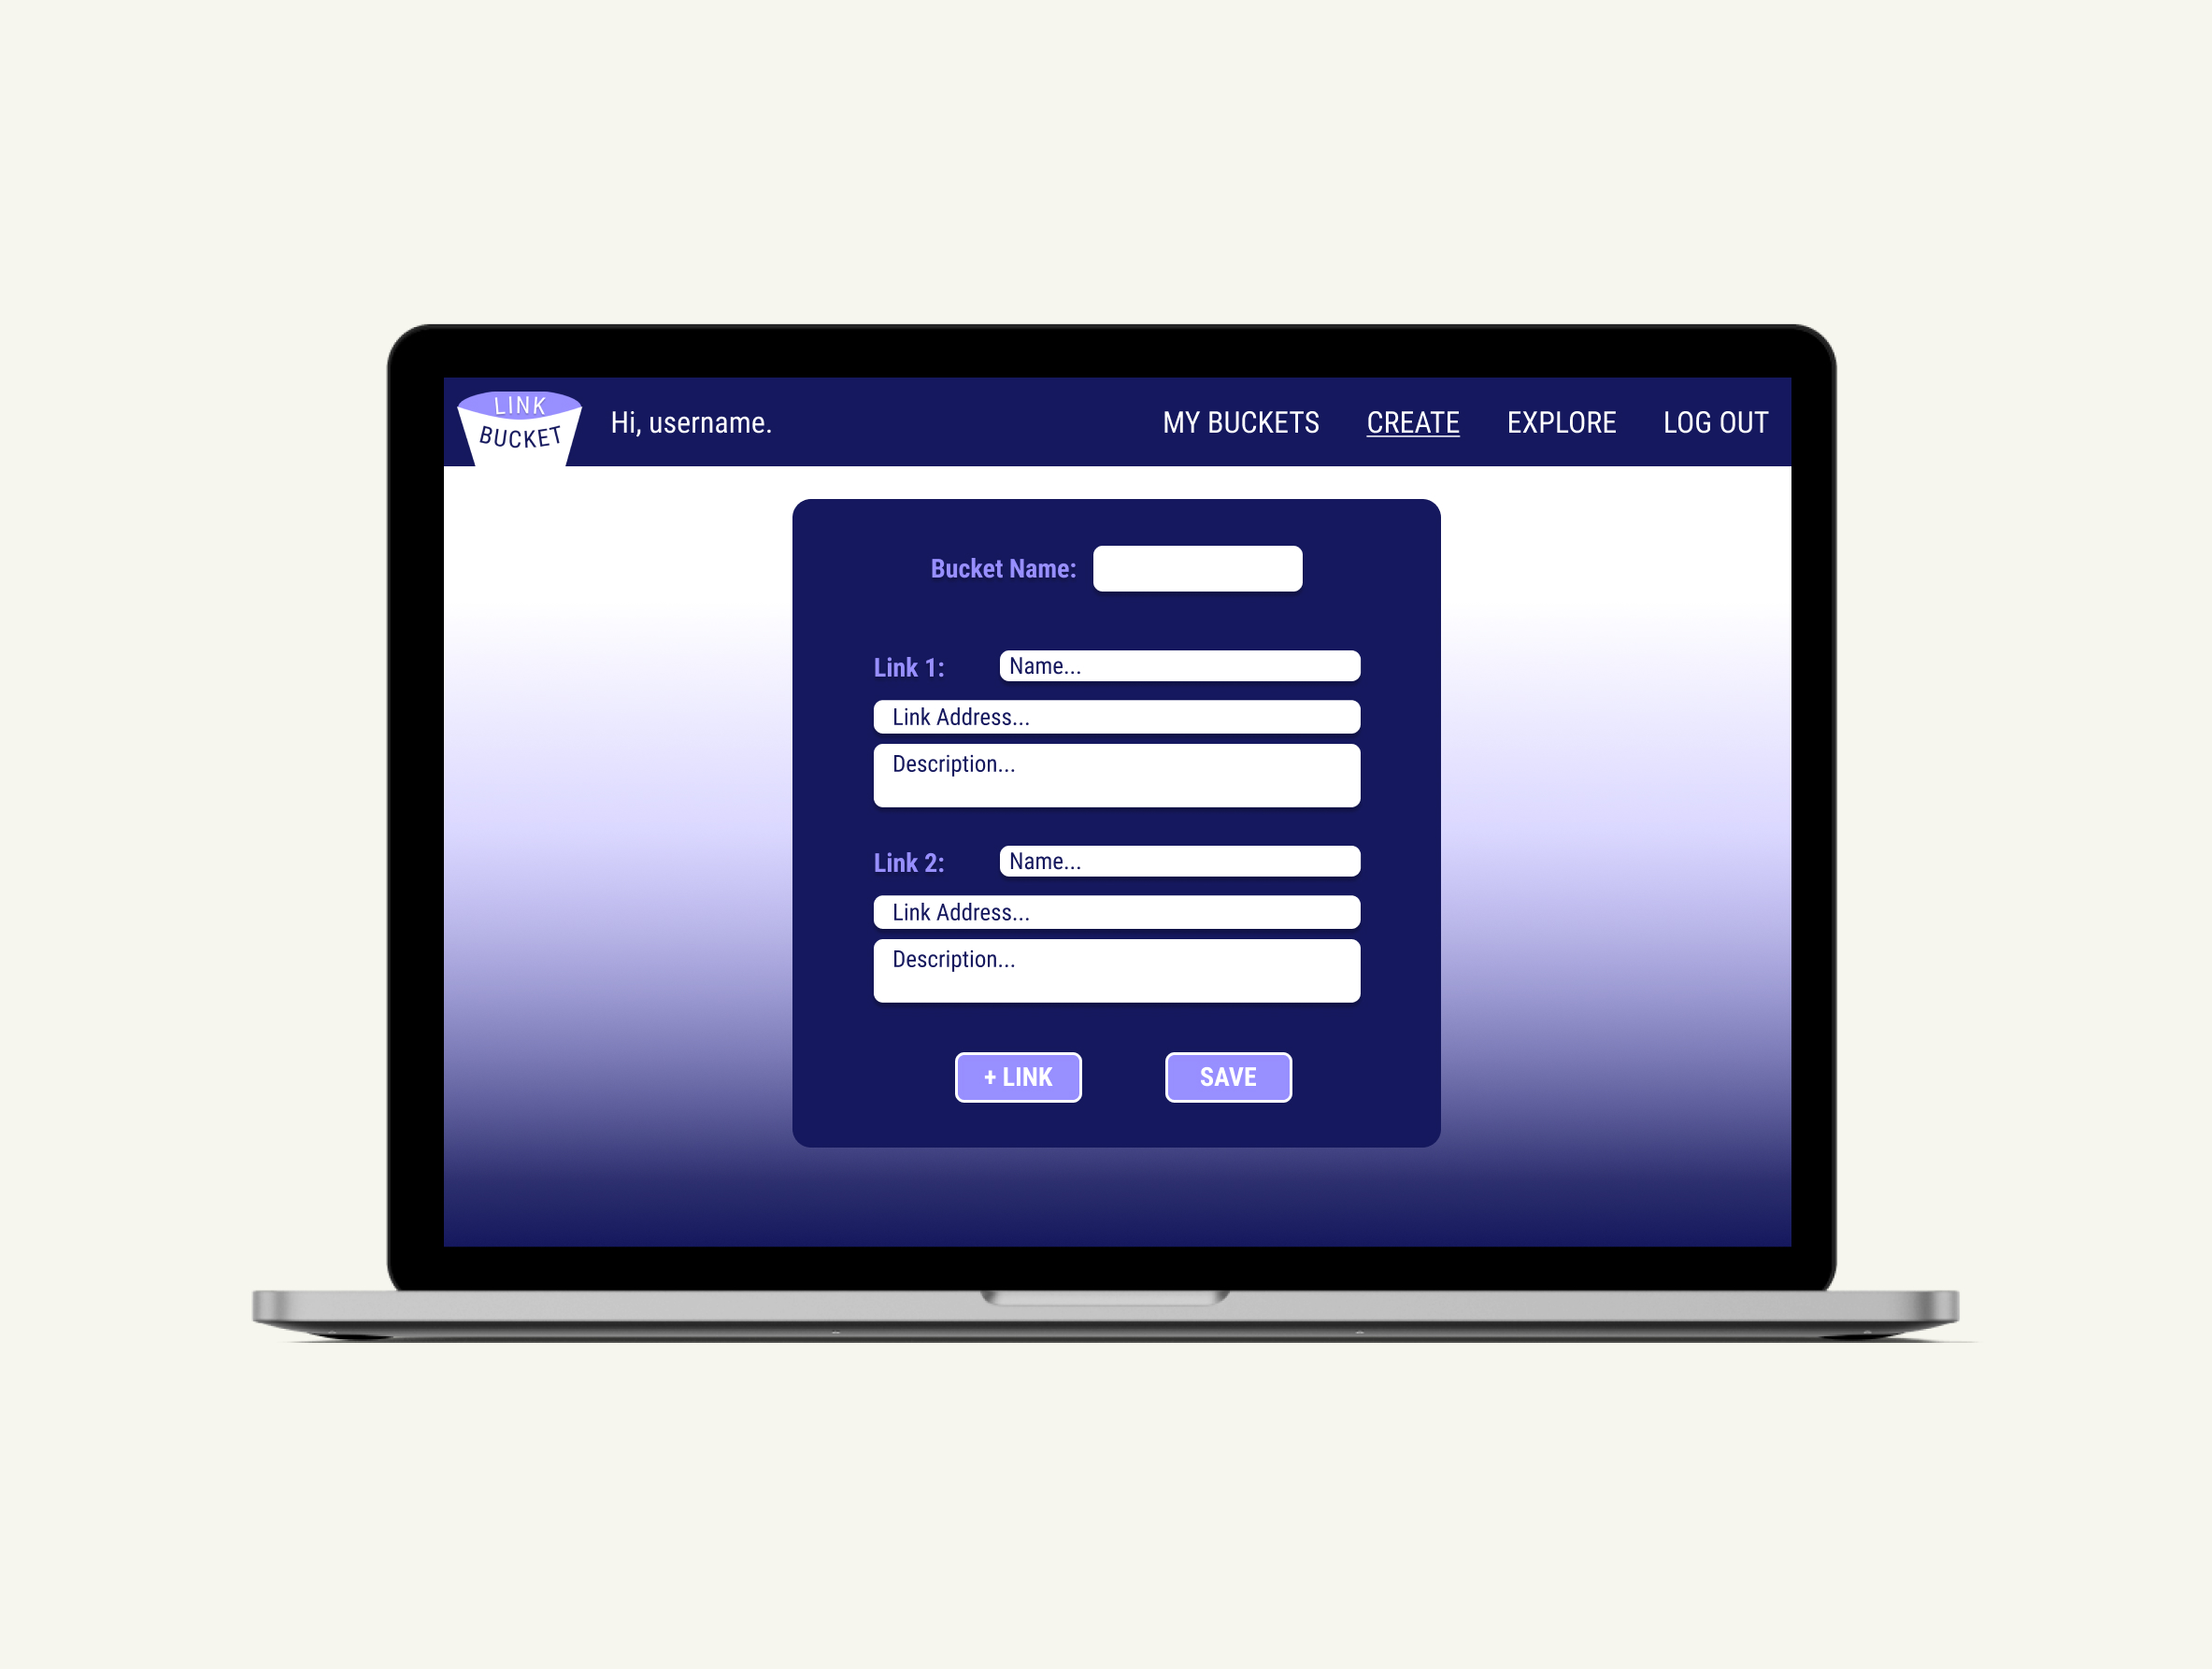 LINK
BUCKET
Hi, username.
MY BUCKETS CREATE EXPLORE LOG OUT
Bucket Name:
Link 1: Name...
Link Address...
Description...
Link 2: Name...
Link Address...
Description...
+ LINK SAVE